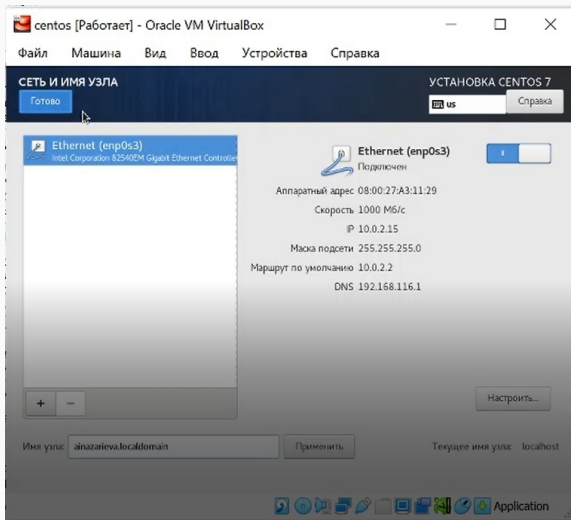 centos [Работает] - Oracle VM VirtualBox
Файл Машина Вид Ввод Устройства Справка
СЕТЬ И ИМЯ УЗЛА
УСТАНОВКА CENTOS 7
Готово
us
Справка
Ethernet (enp0s3)
Intel Corporation 82540EM Gigabit Ethernet Controlle
Ethernet (enp0s3)
Подключен
Аппаратный адрес 08:00:27:A3:11:29
Скорость 1000 Мб/с
IP 10.0.2.15
Маска подсети 255.255.255.0
Маршрут по умолчанию 10.0.2.2
DNS 192.168.116.1
+ −
Настроить...
Имя узла: ainazarieva.localdomain
Применить
Текущее имя узла: localhost
Application